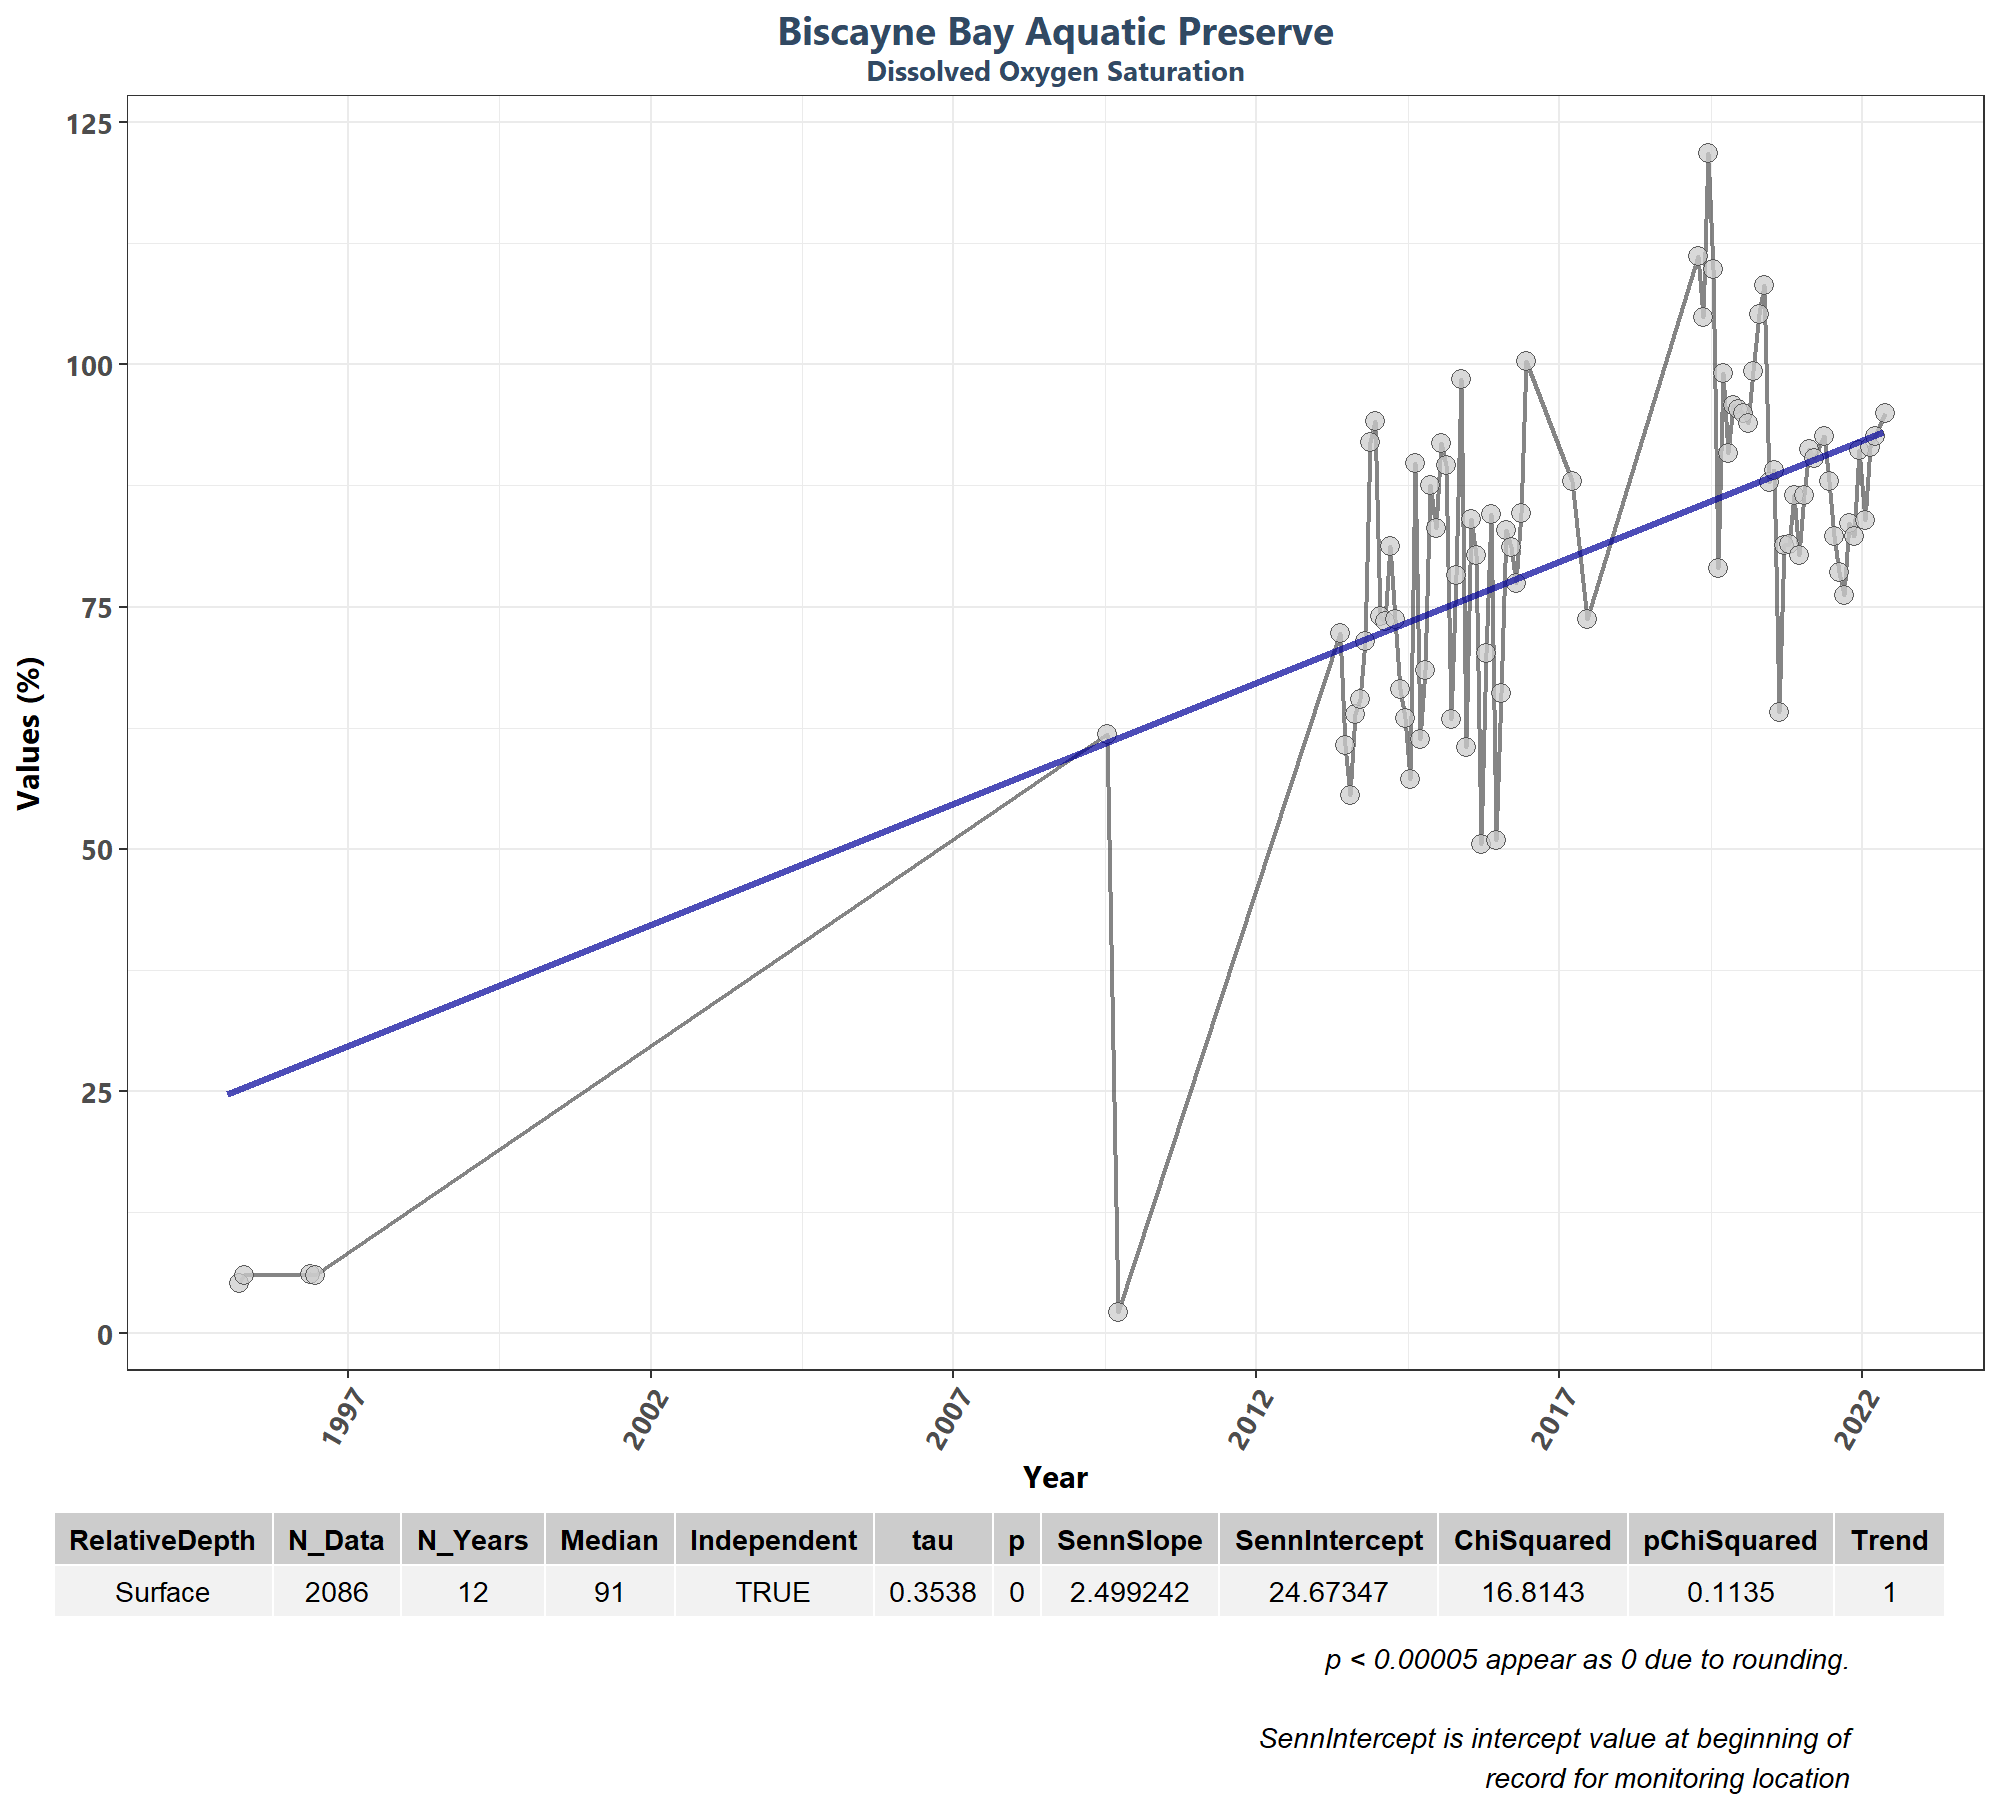 Biscayne Bay Aquatic Preserve
Dissolved Oxygen Saturation
125
100
75
50
25
0
Values (%)
1997 2002 2007 2012 2017 2022
Year
RelativeDepth N_Data N_Years Median Independent tau p SennSlope SennIntercept ChiSquared pChiSquared Trend
Surface 2086 12 91 TRUE 0.3538 0 2.499242 24.67347 16.8143 0.1135 1
p < 0.00005 appear as 0 due to rounding.
SennIntercept is intercept value at beginning of
record for monitoring location